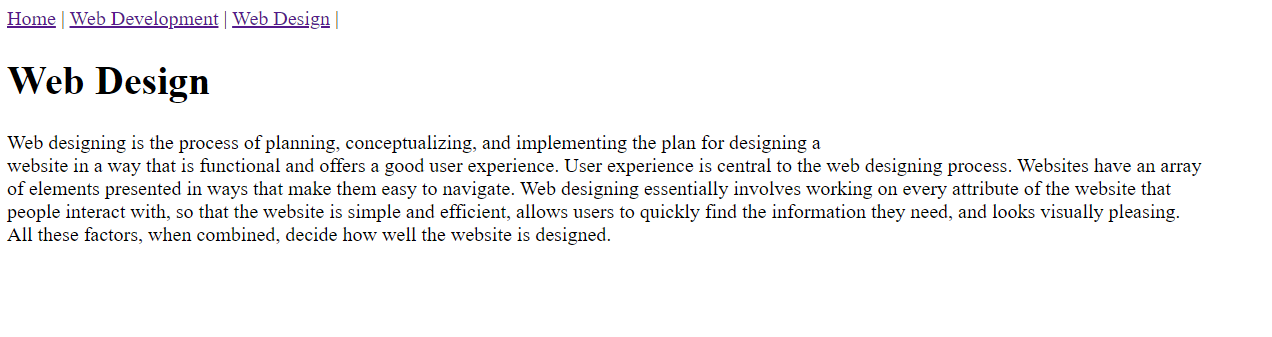 Home | Web Development | Web Design |
Web Design
Web designing is the process of planning, conceptualizing, and implementing the plan for designing a
website in a way that is functional and offers a good user experience. User experience is central to the web designing process. Websites have an array
of elements presented in ways that make them easy to navigate. Web designing essentially involves working on every attribute of the website that
people interact with, so that the website is simple and efficient, allows users to quickly find the information they need, and looks visually pleasing.
All these factors, when combined, decide how well the website is designed.